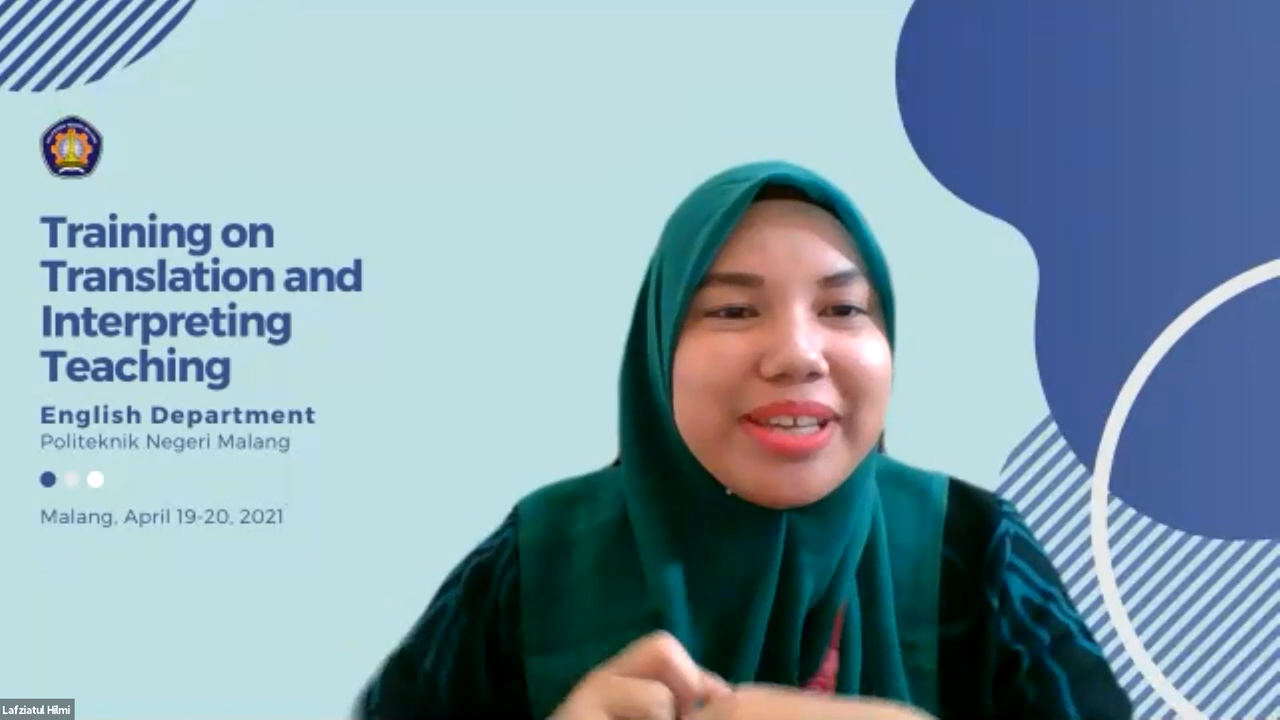 Training on
Translation and
Interpreting
Teaching
English Department
Politeknik Negeri Malang
Malang, April 19-20, 2021
Lafziatul Hilmi